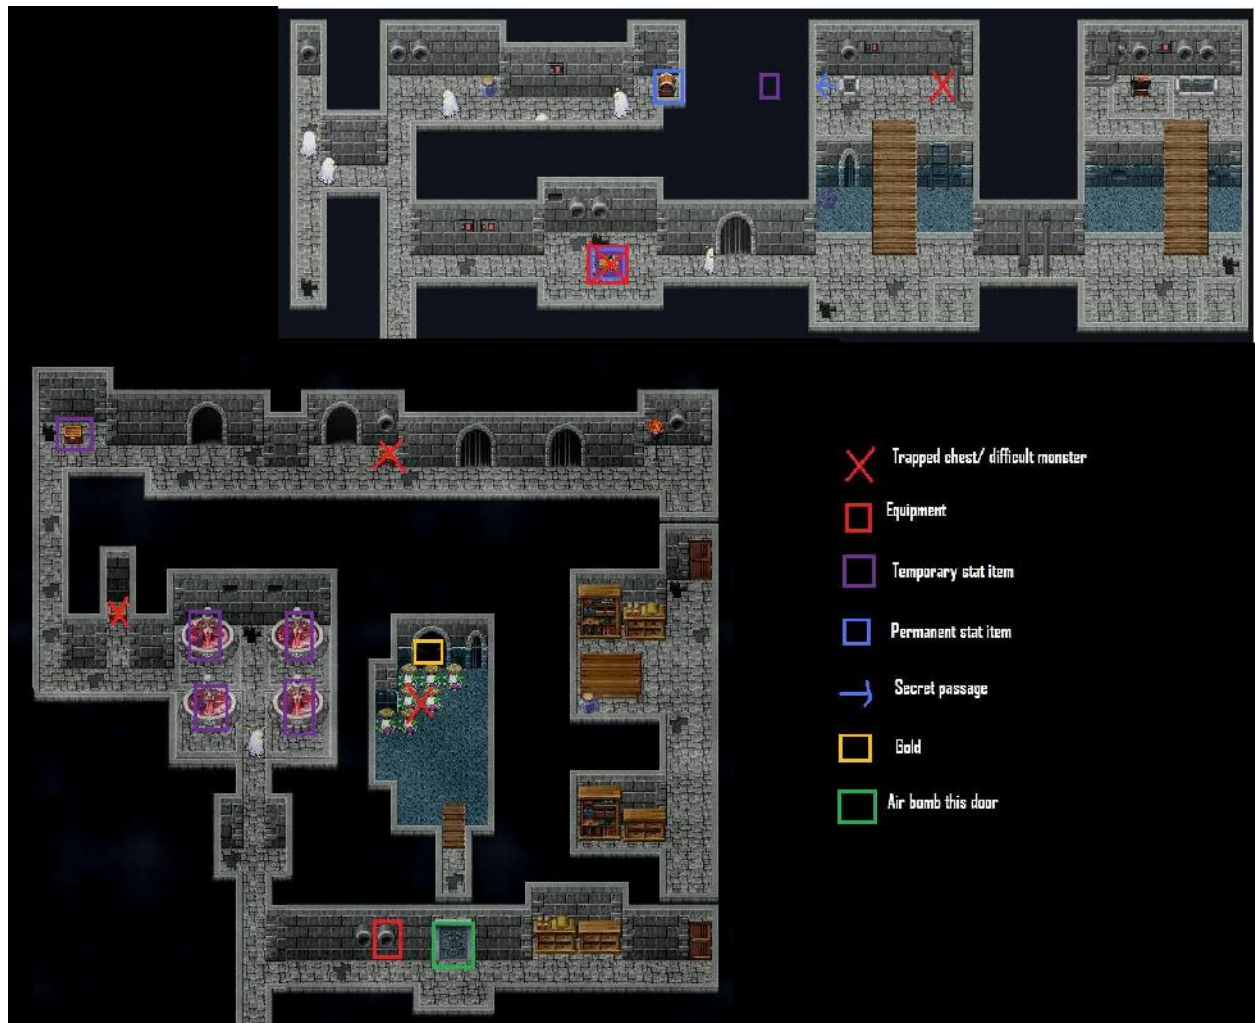 Trapped chest/ difficult monster
Equipment
Temporary stat item
Permanent stat item
Secret passage
Gold
Air bomb this door